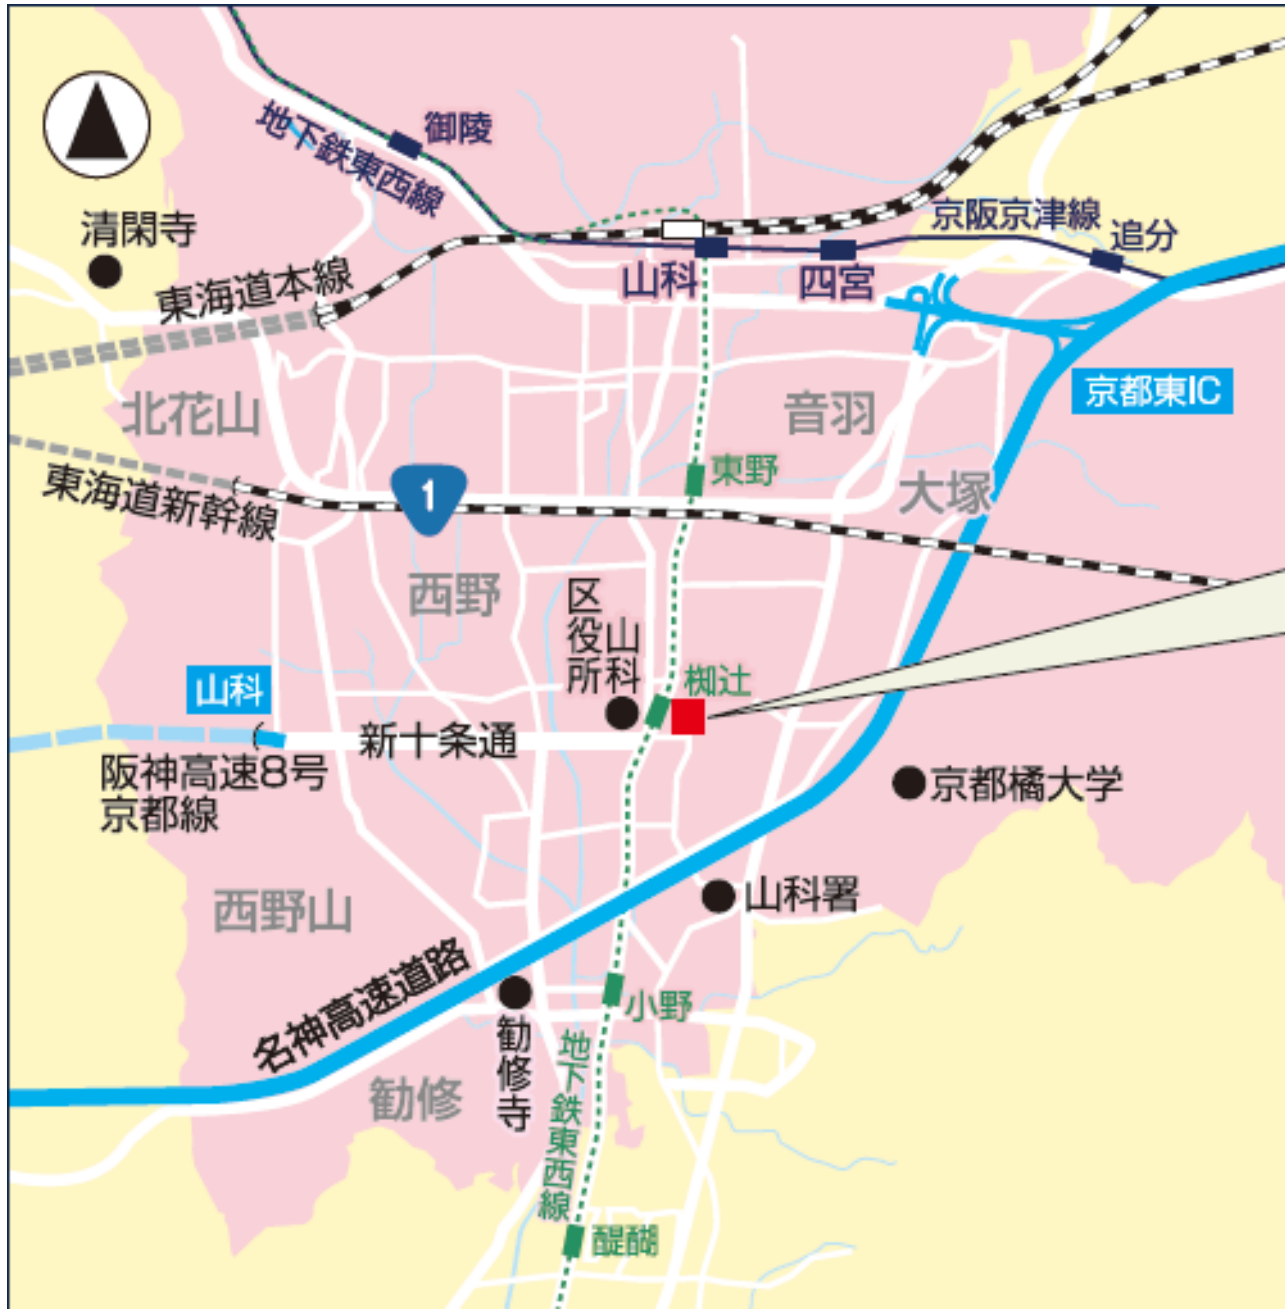 御陵
地下鉄東西線
清閑寺
東海道本線
京阪京津線
追分
山科
四宮
京都東IC
北花山
音羽
東野
大塚
東海道新幹線
1
西野
山科
区役所
椥辻
山科
新十条通
阪神高速8号
京都線
京都橘大学
山科署
西野山
名神高速道路
小野
勧修寺
地下鉄東西線
勧修
醍醐